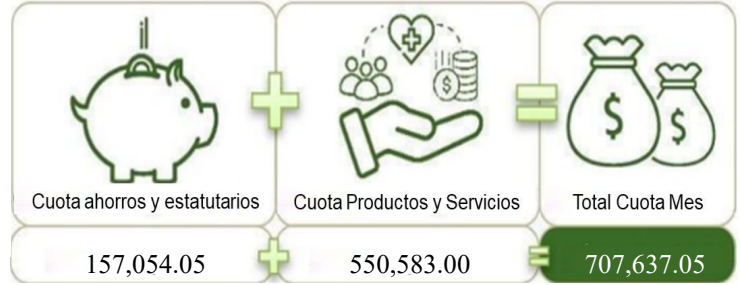 Cuota ahorros y estatutarios
Cuota Productos y Servicios
Total Cuota Mes
157,054.05
550,583.00
707,637.05